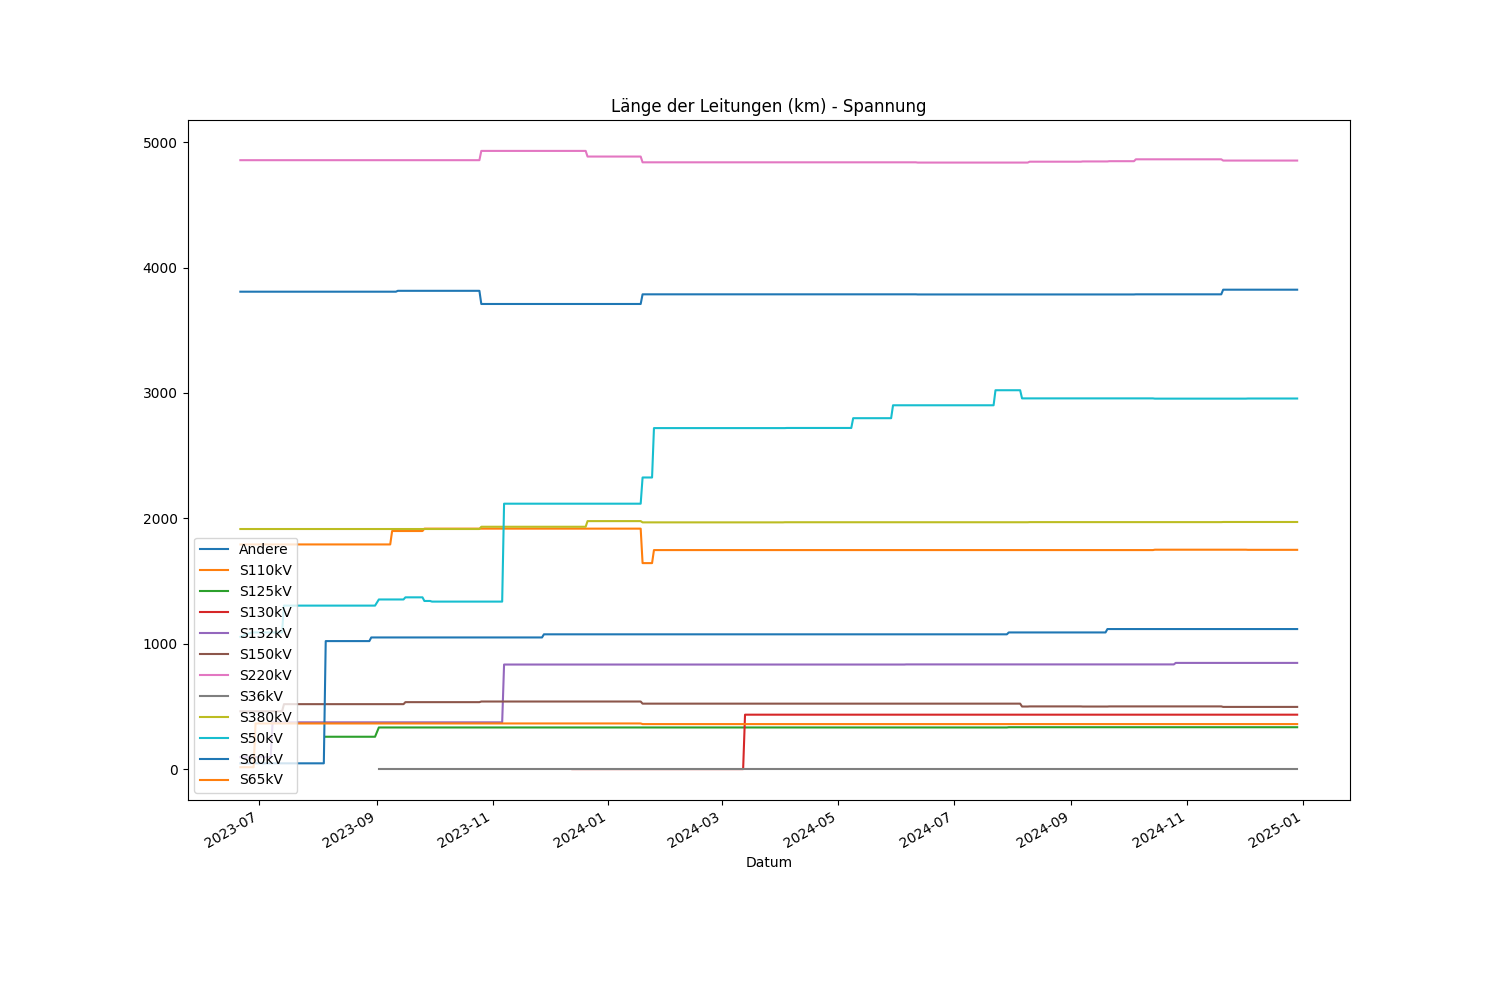 Länge der Leitungen (km) - Spannung
5000
4000
3000
2000
1000
0
Andere
S110kV
S125kV
S130kV
S132kV
S150kV
S220kV
S36kV
S380kV
S50kV
S60kV
S65kV
2023-07
2023-09
2023-11
2024-01
2024-03
2024-05
2024-07
2024-09
2024-11
2025-01
Datum